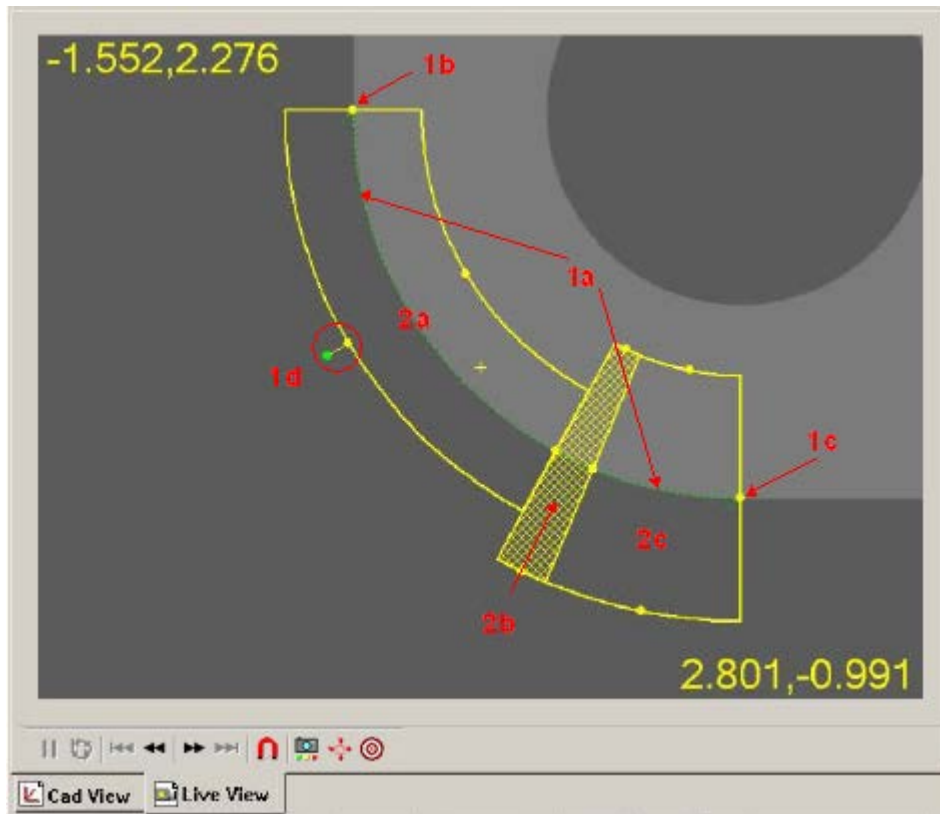 -1.552,2.276
1b
1a
2a
1d
1c
2c
2b
2.801,-0.991
Cad View
Live View